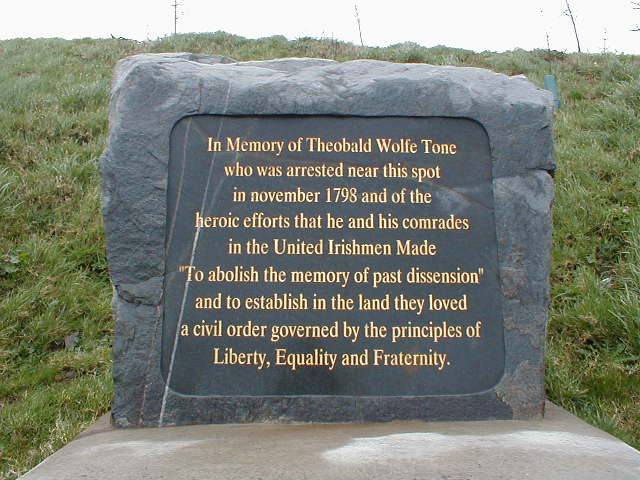 In Memory of Theobald Wolfe Tone
who was arrested near this spot
in november 1798 and of the
heroic efforts that he and his comrades
in the United Irishmen Made
"To abolish the memory of past dissension"
and to establish in the land they loved
a civil order governed by the principles of
Liberty, Equality and Fraternity.